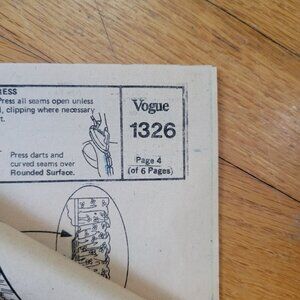 RESS
Press all seams open unless
, clipping where necessary
t.
Press darts and
curved seams over
Rounded Surface.
Vogue
1326
Page 4
(of 6 Pages)